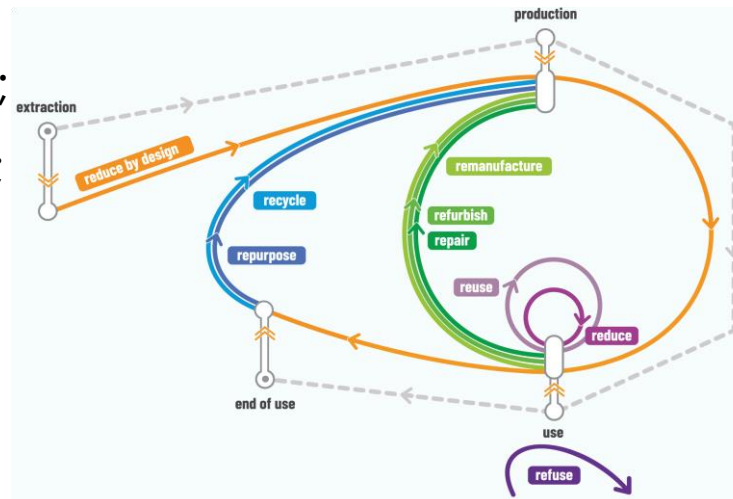 production
extraction
reduce by design
remanufacture
recycle
refurbish
repair
repurpose
reuse
reduce
end of use
use
refuse